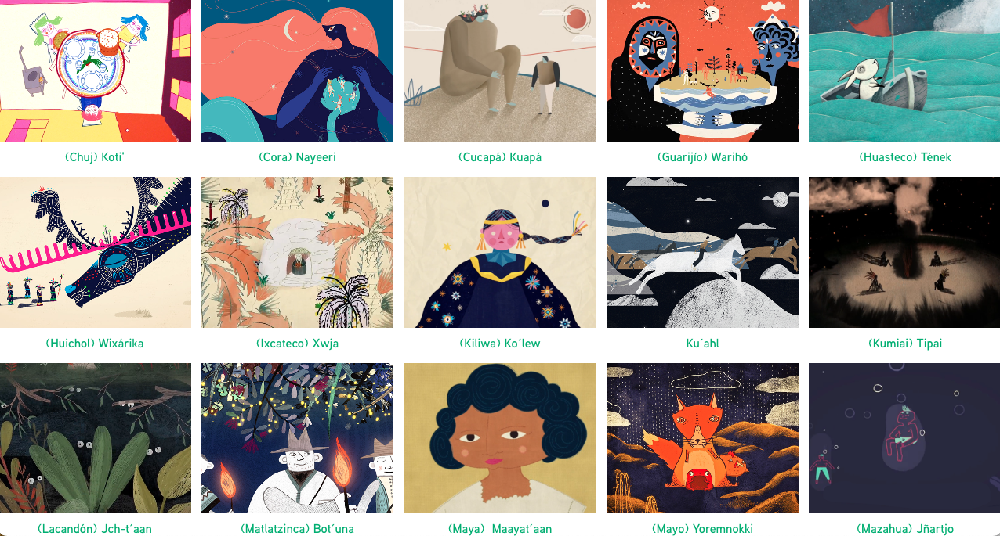 (Chuj) Koti'
(Cora) Nayeeri
(Cucapá) Kuapá
(Guarijío) Warihó
(Huasteco) Tének
(Huichol) Wixárika
(Ixcateco) Xwja
(Kiliwa) Ko´lew
Ku´ahl
(Kumiai) Tipai
(Lacandón) Jch-t´aan
(Matlatzinca) Bot´una
(Maya)  Maayat´aan
(Mayo) Yoremnokki
(Mazahua) Jñartjo